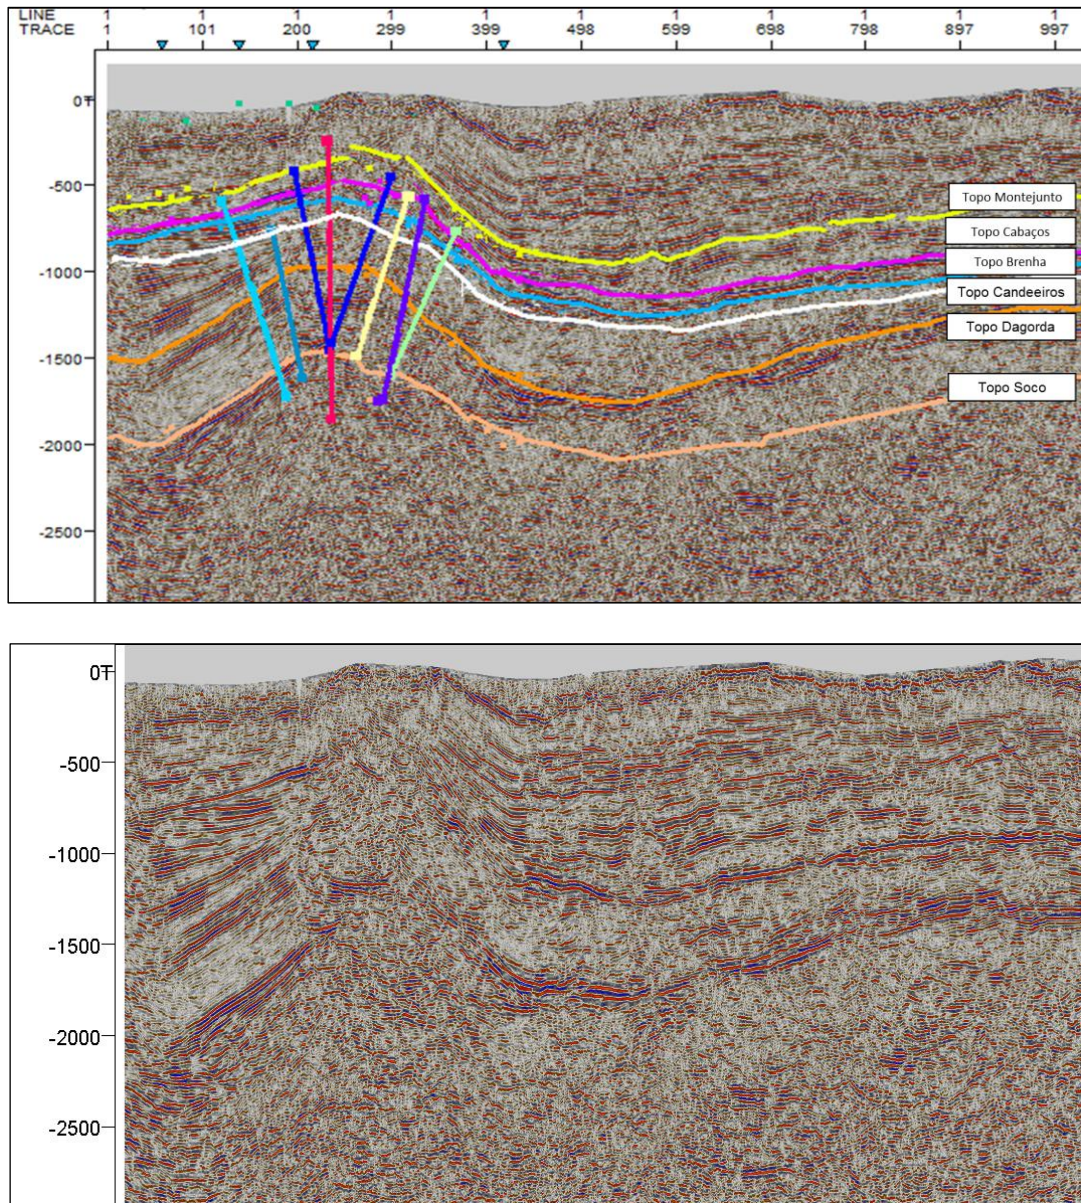 LINE 1 1 1 1 1 1 1 1 1 1 1
TRACE 1 101 200 299 399 498 599 698 798 897 997
0
-500
-1000
-1500
-2000
-2500
Topo Montejunto
Topo Cabaços
Topo Brenha
Topo Candeeiros
Topo Dagorda
Topo Soco
0
-500
-1000
-1500
-2000
-2500